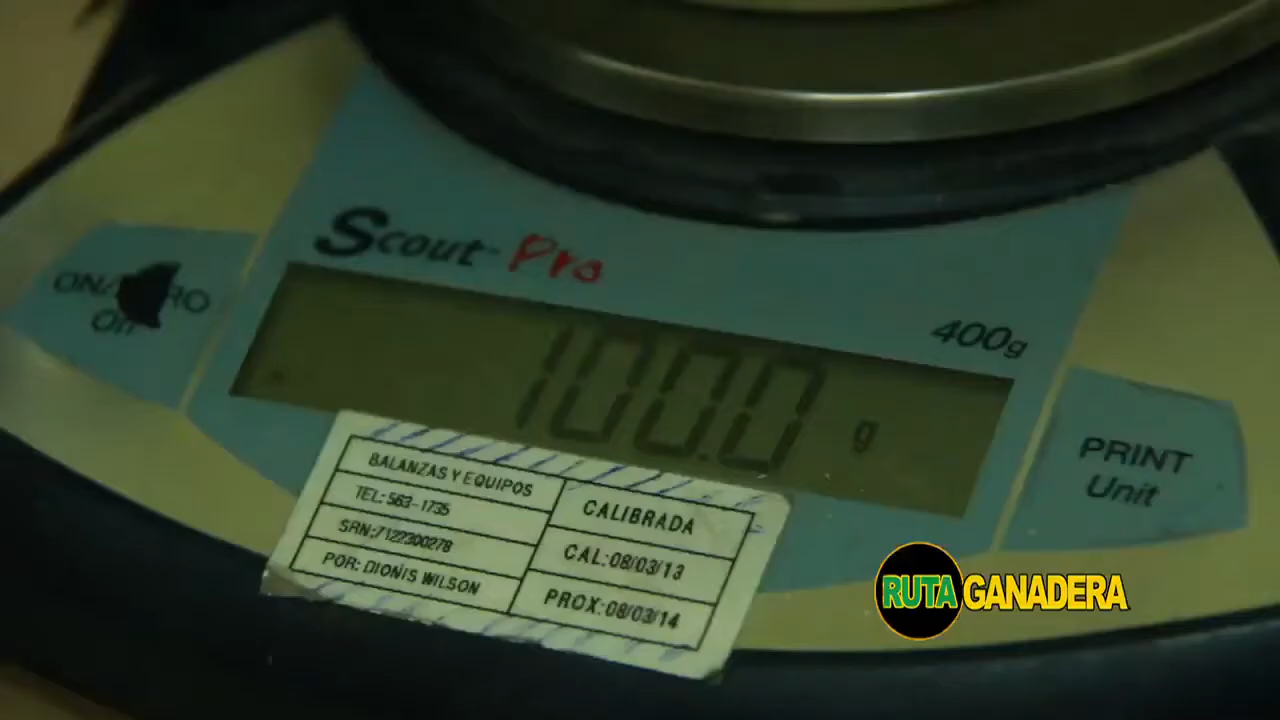 Scout Pro
400g
ON/ZERO
Off
100.0 g
PRINT
Unit
BALANZAS Y EQUIPOS
TEL: 563-1735
SRN:7122300278
POR: DIONIS WILSON
CALIBRADA
CAL:08/03/13
PROX:08/03/14
RUTA GANADERA